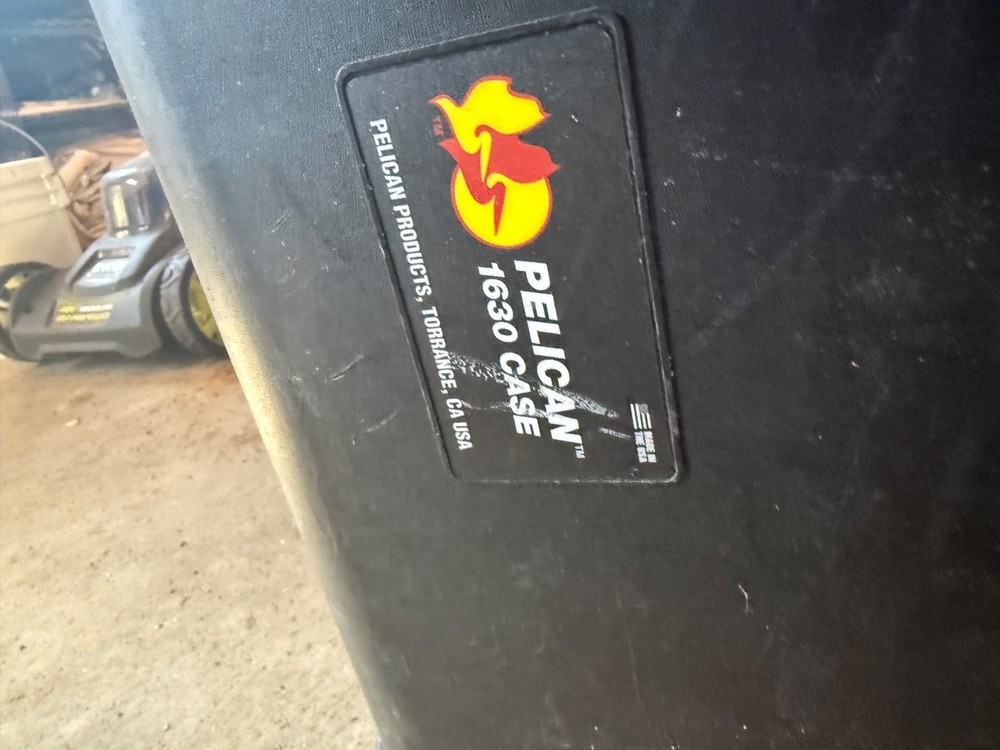 PELICAN™
1630 CASE
™
PELICAN PRODUCTS, TORRANCE, CA USA
MADE IN
THE USA